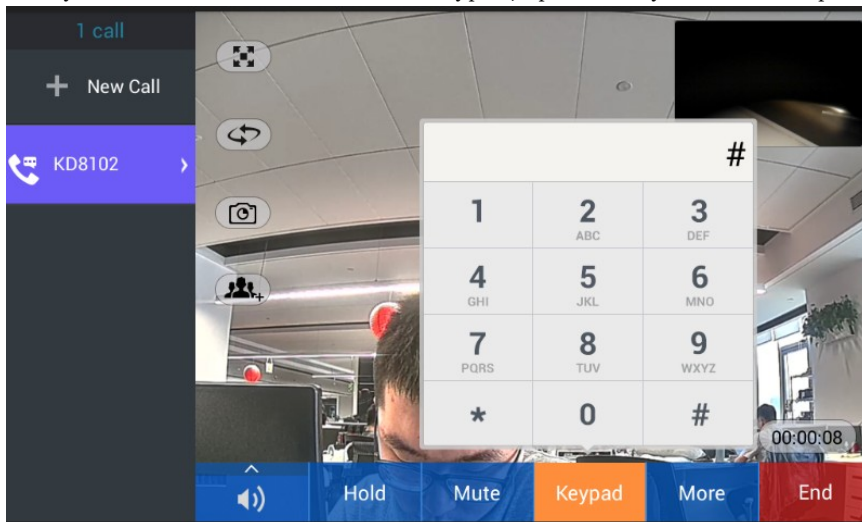 1 call
+ New Call
KD8102
#
1
2 ABC
3 DEF
4 GHI
5 JKL
6 MNO
7 PQRS
8 TUV
9 WXYZ
*
0
#
00:00:08
Hold
Mute
Keypad
More
End